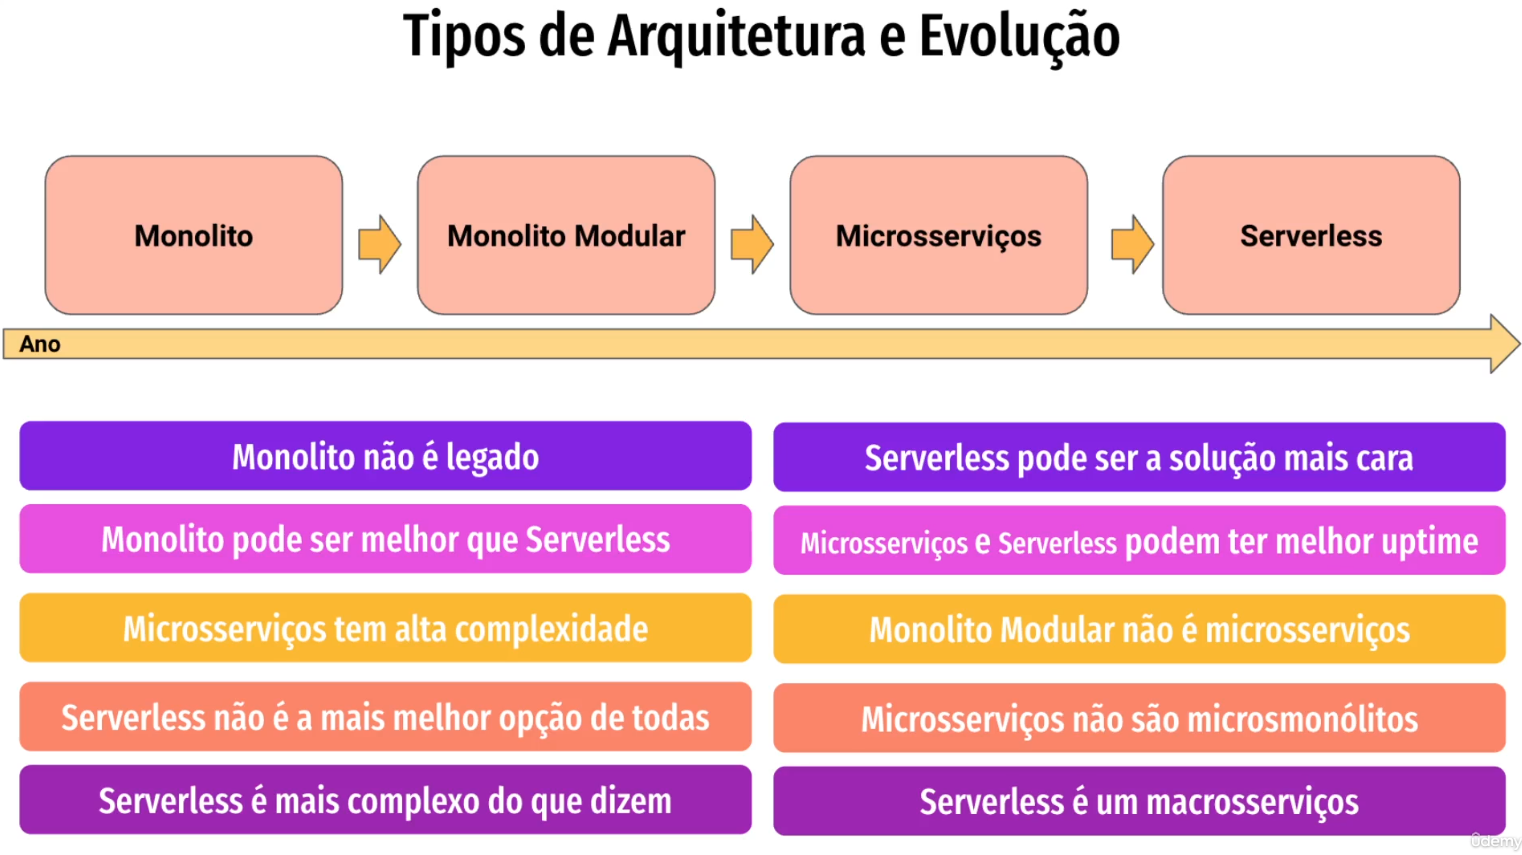 Tipos de Arquitetura e Evolução
Monolito
Monolito Modular
Microsserviços
Serverless
Ano
Monolito não é legado
Serverless pode ser a solução mais cara
Monolito pode ser melhor que Serverless
Microsserviços e Serverless podem ter melhor uptime
Microsserviços tem alta complexidade
Monolito Modular não é microsserviços
Serverless não é a mais melhor opção de todas
Microsserviços não são microsmonólitos
Serverless é mais complexo do que dizem
Serverless é um macrosserviços
ûdemy